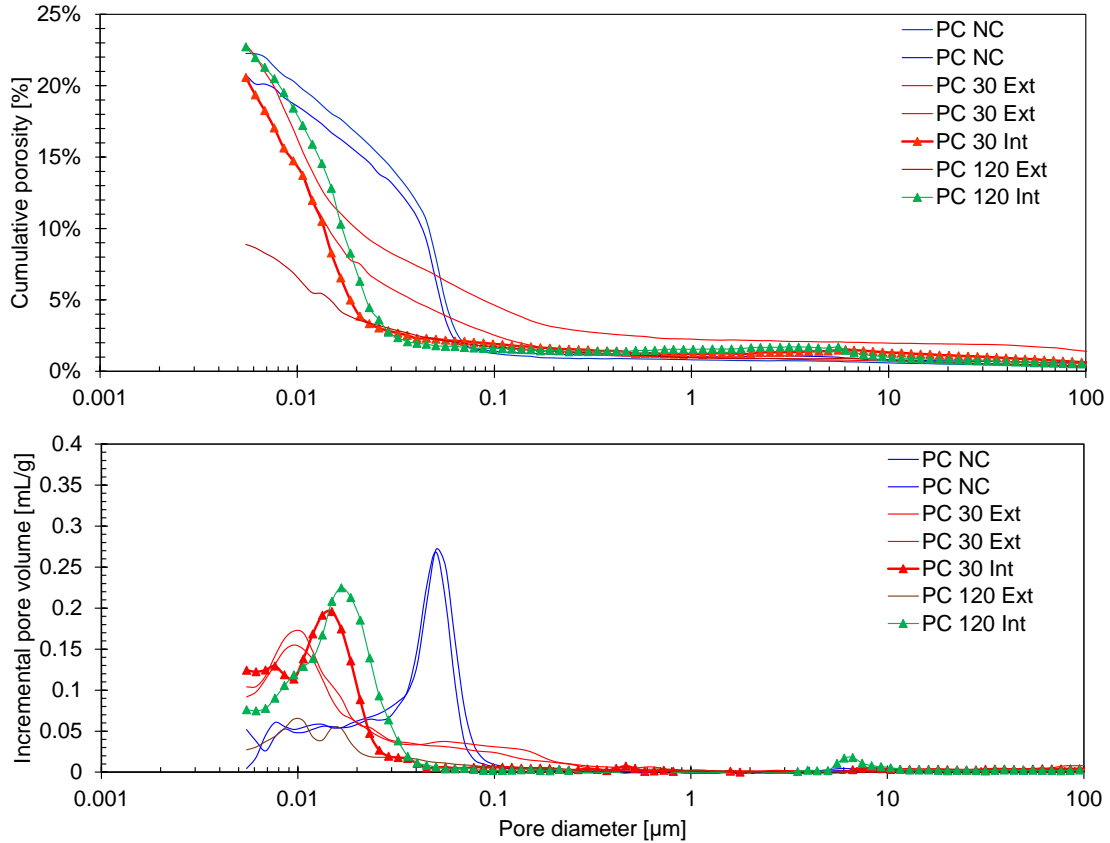 25%
20%
15%
10%
5%
0%
Cumulative porosity [%]
0.001
0.01
0.1
1
10
100
PC NC
PC NC
PC 30 Ext
PC 30 Ext
PC 30 Int
PC 120 Ext
PC 120 Int
0.4
0.35
0.3
0.25
0.2
0.15
0.1
0.05
0
Incremental pore volume [mL/g]
0.001
0.01
0.1
1
10
100
Pore diameter [µm]
PC NC
PC NC
PC 30 Ext
PC 30 Ext
PC 30 Int
PC 120 Ext
PC 120 Int